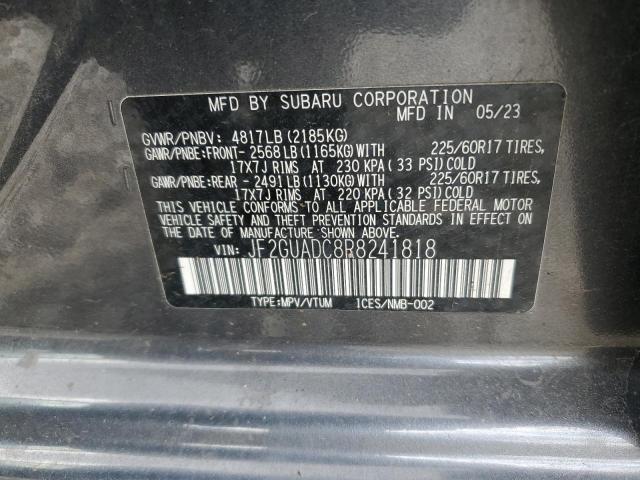 MFD BY SUBARU CORPORATION
MFD IN 05/23
GVWR/PNBV: 4817LB(2185KG)
GAWR/PNBE:FRONT- 2568LB(1165KG)WITH 225/60R17 TIRES,
17X7J RIMS AT 230 KPA(33 PSI)COLD
GAWR/PNBE:REAR - 2491LB(1130KG)WITH 225/60R17 TIRES,
17X7J RIMS AT 220 KPA(32 PSI)COLD
THIS VEHICLE CONFORMS TO ALL APPLICABLE FEDERAL MOTOR
VEHICLE SAFETY AND THEFT PREVENTION STANDARDS IN EFFECT ON
THE DATE OF MANUFACTURE SHOWN ABOVE.
VIN: JF2GUADC8R8241818
TYPE:MPV/VTUM ICES/NMB-002